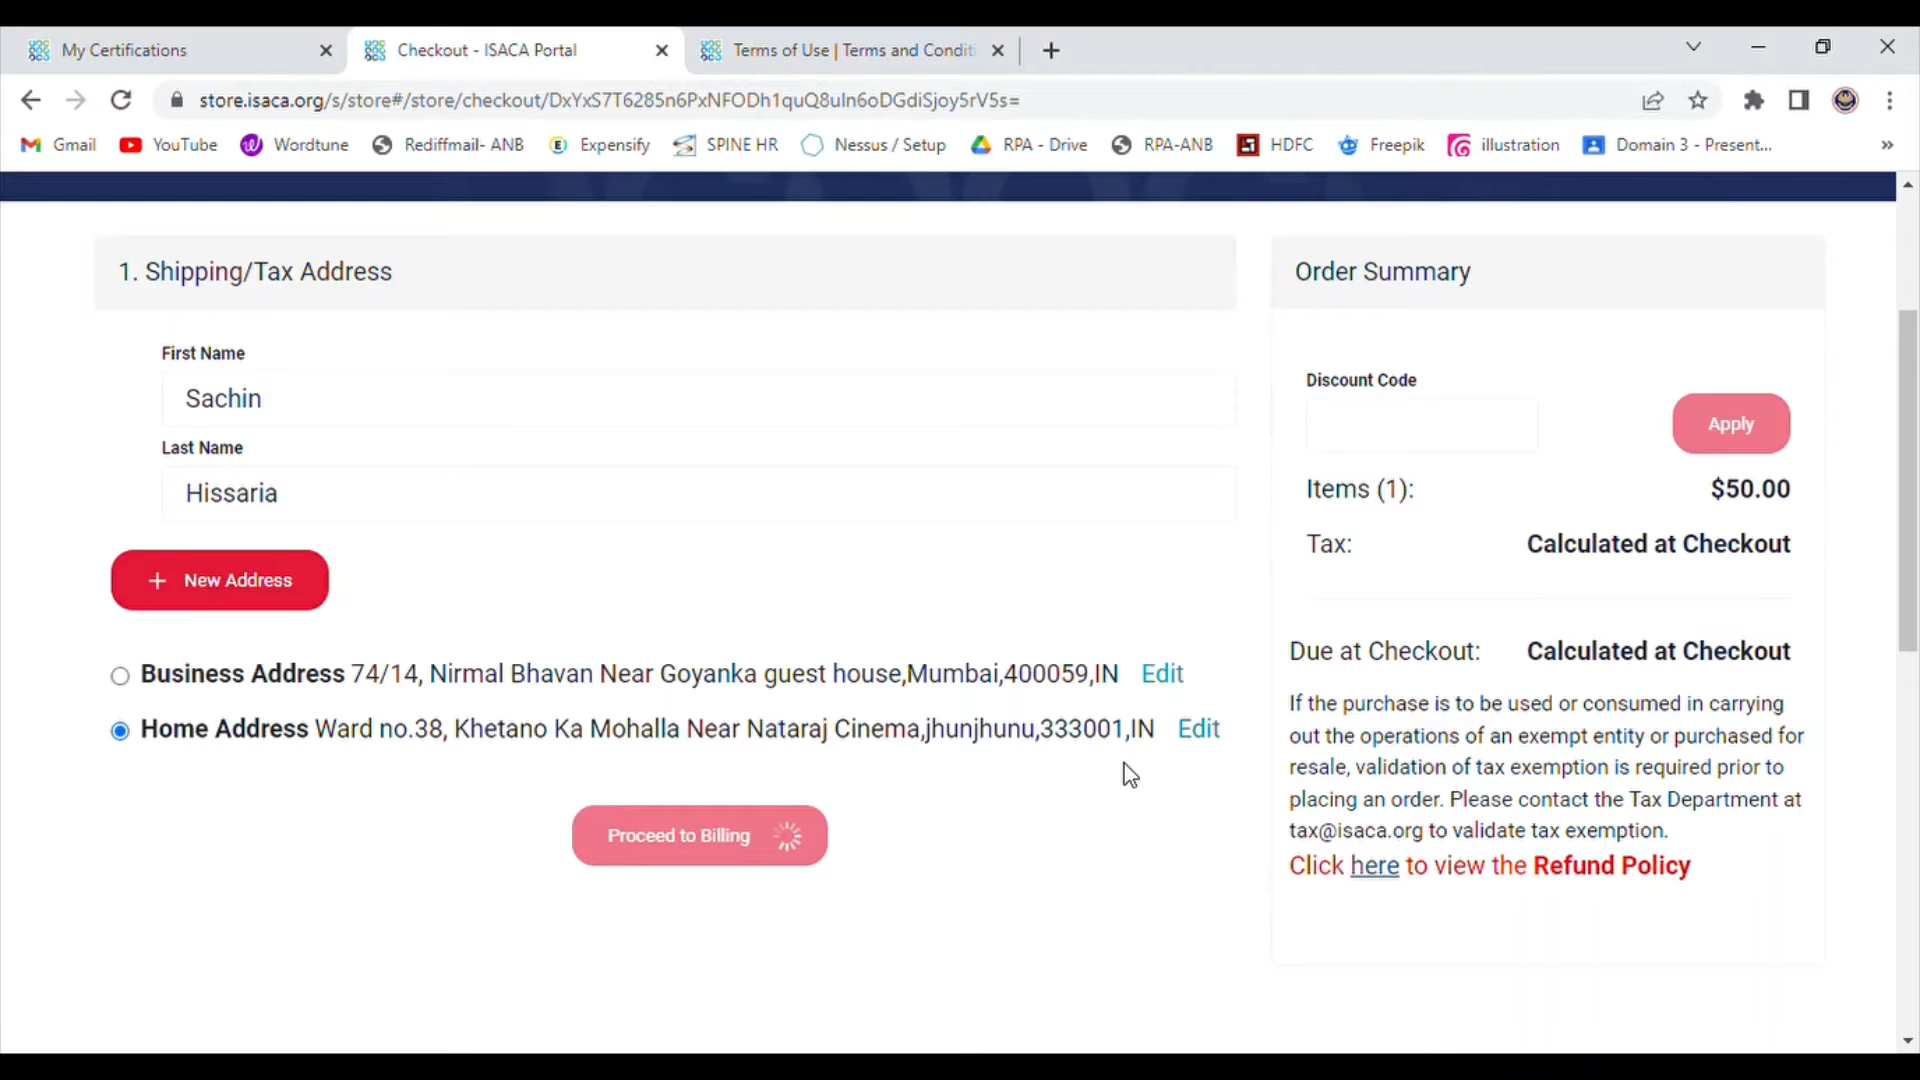 My Certifications
Checkout - ISACA Portal
Terms of Use | Terms and Conditi
store.isaca.org/s/store#/store/checkout/DxYxS7T6285n6PxNFODh1quQ8uIn6oDGdiSjoy5rV5s=
Gmail YouTube Wordtune Rediffmail- ANB Expensify SPINE HR Nessus / Setup RPA - Drive RPA-ANB HDFC Freepik illustration Domain 3 - Present... »
1. Shipping/Tax Address
First Name
Sachin
Last Name
Hissaria
+ New Address
Business Address 74/14, Nirmal Bhavan Near Goyanka guest house,Mumbai,400059,IN Edit
Home Address Ward no.38, Khetano Ka Mohalla Near Nataraj Cinema,jhunjhunu,333001,IN Edit
Proceed to Billing
Order Summary
Discount Code
Apply
Items (1): $50.00
Tax: Calculated at Checkout
Due at Checkout: Calculated at Checkout
If the purchase is to be used or consumed in carrying
out the operations of an exempt entity or purchased for
resale, validation of tax exemption is required prior to
placing an order. Please contact the Tax Department at
tax@isaca.org to validate tax exemption.
Click here to view the Refund Policy